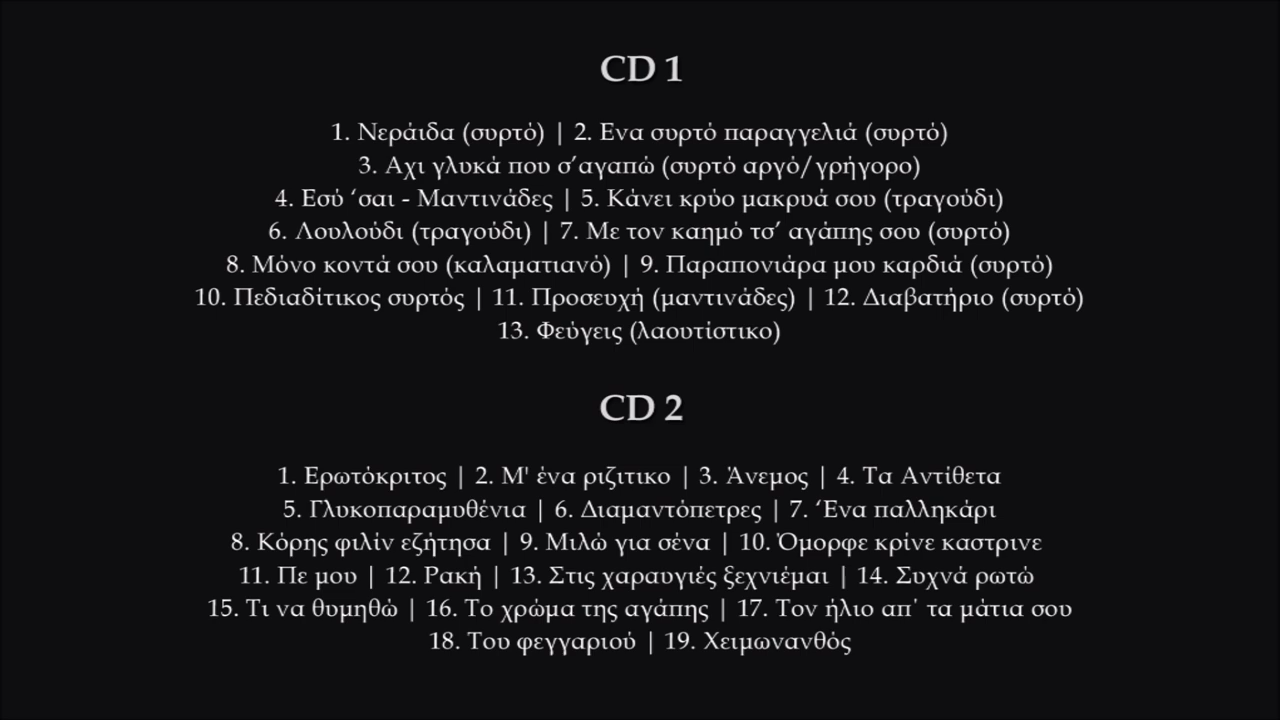 CD 1
1. Νεράιδα (συρτό) | 2. Ενα συρτό παραγγελιά (συρτό)
3. Αχι γλυκά που σ’αγαπώ (συρτό αργό/γρήγορο)
4. Εσύ ‘σαι - Μαντινάδες | 5. Κάνει κρύο μακρυά σου (τραγούδι)
6. Λουλούδι (τραγούδι) | 7. Με τον καημό τσ’ αγάπης σου (συρτό)
8. Μόνο κοντά σου (καλαματιανό) | 9. Παραπονιάρα μου καρδιά (συρτό)
10. Πεδιαδίτικος συρτός | 11. Προσευχή (μαντινάδες) | 12. Διαβατήριο (συρτό)
13. Φεύγεις (λαουτίστικο)
CD 2
1. Ερωτόκριτος | 2. Μ' ένα ριζιτικο | 3. Άνεμος | 4. Τα Αντίθετα
5. Γλυκοπαραμυθένια | 6. Διαμαντόπετρες | 7. ‘Ενα παλληκάρι
8. Κόρης φιλίν εζήτησα | 9. Μιλώ για σένα | 10. Όμορφε κρίνε καστρινε
11. Πε μου | 12. Ρακή | 13. Στις χαραυγιές ξεχνιέμαι | 14. Συχνά ρωτώ
15. Τι να θυμηθώ | 16. Το χρώμα της αγάπης | 17. Τον ήλιο απ΄ τα μάτια σου
18. Του φεγγαριού | 19. Χειμωνανθός